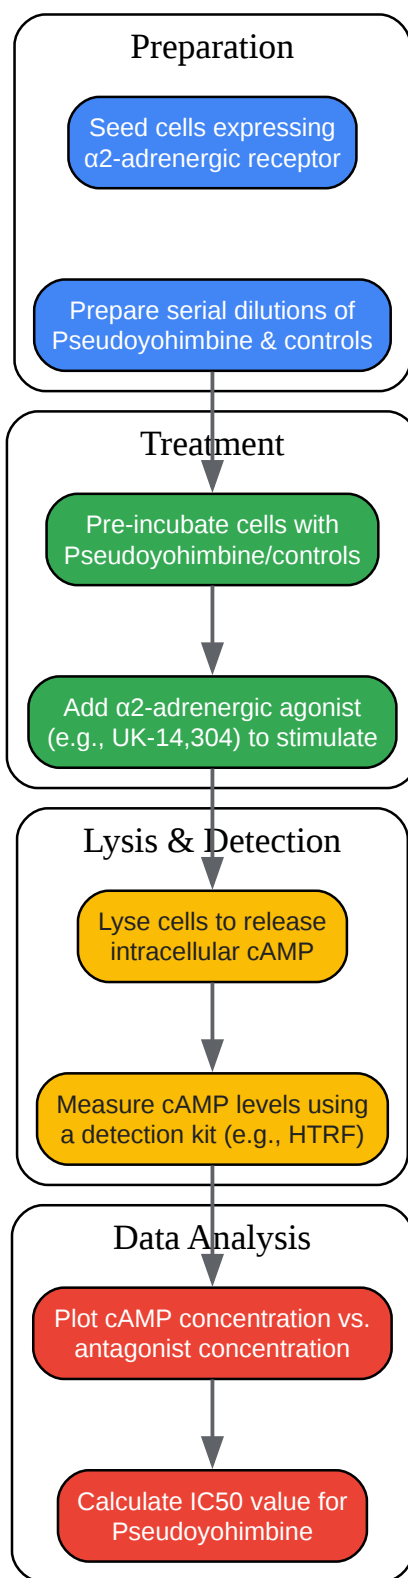 Preparation
Seed cells expressing
α2-adrenergic receptor
Prepare serial dilutions of
Pseudoyohimbine & controls
Treatment
Pre-incubate cells with
Pseudoyohimbine/controls
Add α2-adrenergic agonist
(e.g., UK-14,304) to stimulate
Lysis & Detection
Lyse cells to release
intracellular cAMP
Measure cAMP levels using
a detection kit (e.g., HTRF)
Data Analysis
Plot cAMP concentration vs.
antagonist concentration
Calculate IC50 value for
Pseudoyohimbine